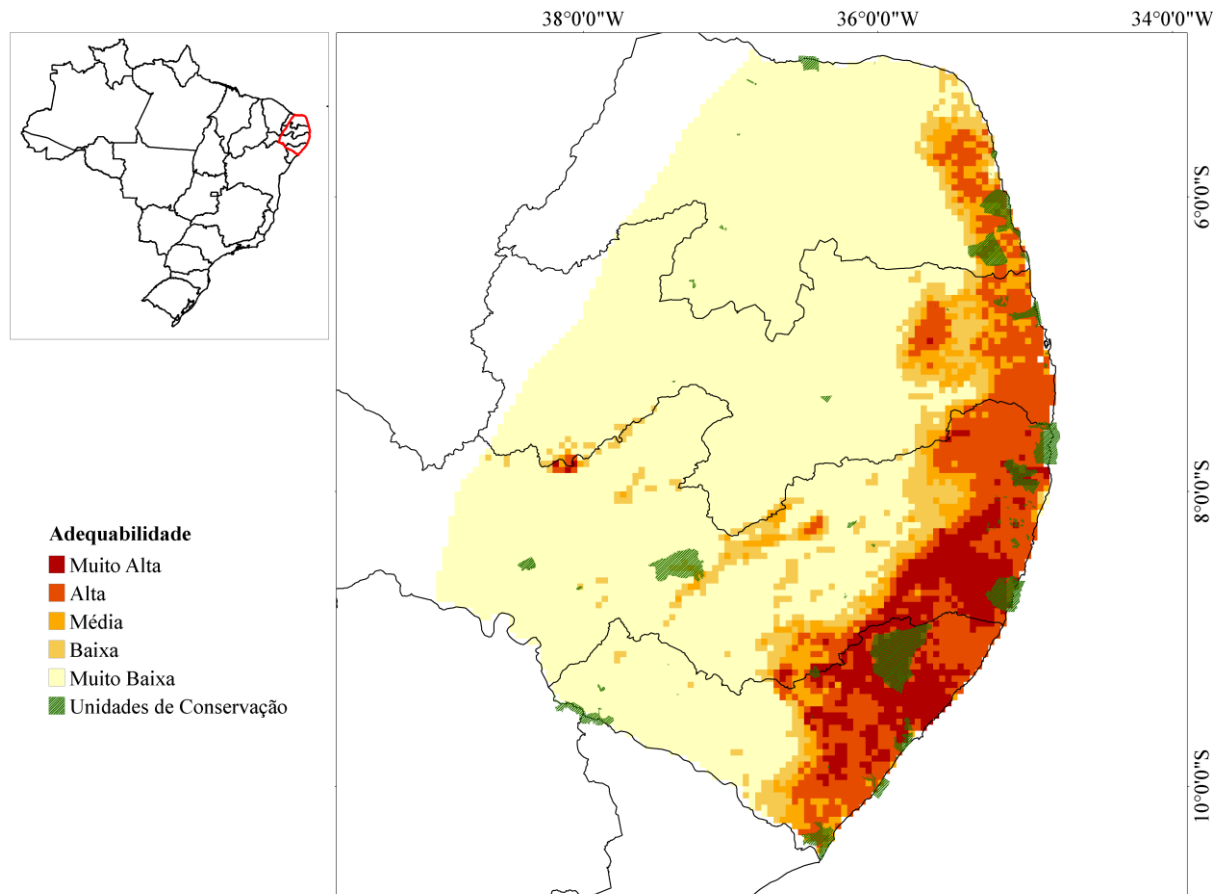 38°0'0"W
36°0'0"W
34°0'0"W
6°0'0"S
8°0'0"S
10°0'0"S
Adequabilidade
Muito Alta
Alta
Média
Baixa
Muito Baixa
Unidades de Conservação